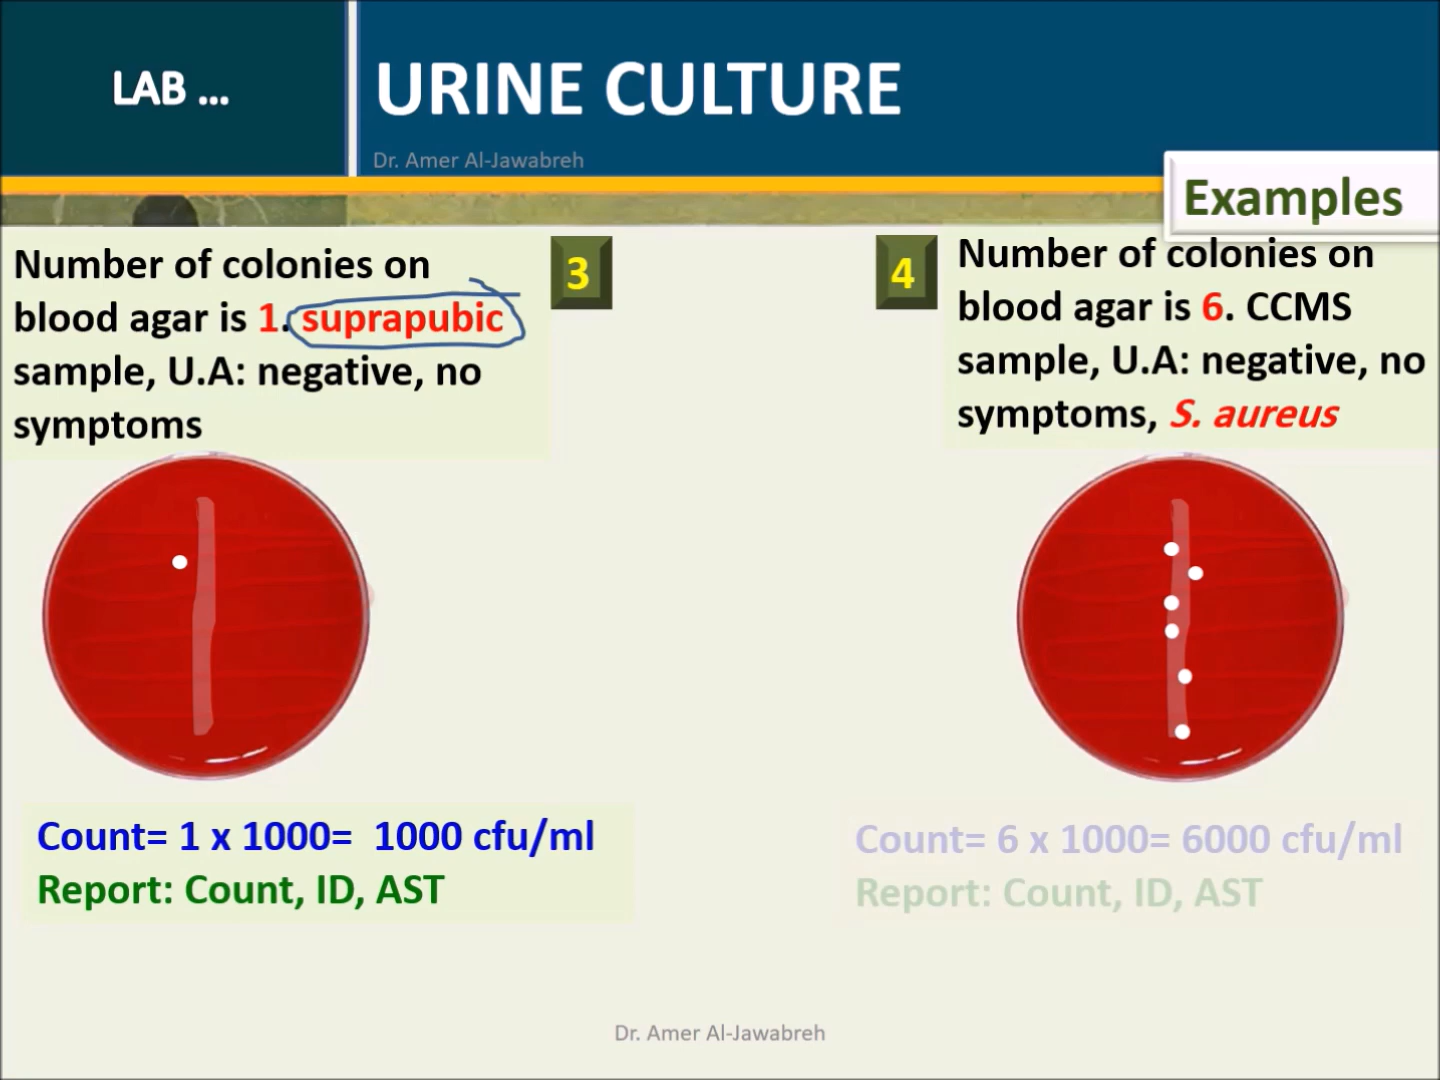 LAB ...
URINE CULTURE
Dr. Amer Al-Jawabreh
Examples
Number of colonies on
blood agar is 1. suprapubic
sample, U.A: negative, no
symptoms
3
4
Number of colonies on
blood agar is 6. CCMS
sample, U.A: negative, no
symptoms, S. aureus
Count= 1 x 1000= 1000 cfu/ml
Report: Count, ID, AST
Count= 6 x 1000= 6000 cfu/ml
Report: Count, ID, AST
Dr. Amer Al-Jawabreh